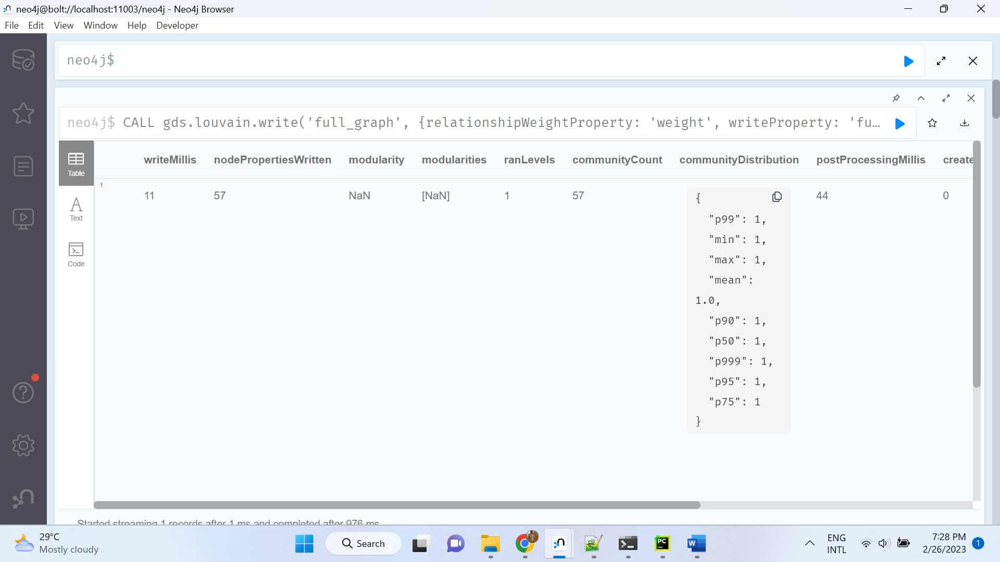 neo4j@bolt://localhost:11003/neo4j - Neo4j Browser
File Edit View Window Help Developer
neo4j$
neo4j$ CALL gds.louvain.write('full_graph', {relationshipWeightProperty: 'weight', writeProperty: 'fu…
Table
Text
Code
writeMillis nodePropertiesWritten modularity modularities ranLevels communityCount communityDistribution postProcessingMillis create
1
11 57 NaN [NaN] 1 57 44 0
{
"p99": 1,
"min": 1,
"max": 1,
"mean":
1.0,
"p90": 1,
"p50": 1,
"p999": 1,
"p95": 1,
"p75": 1
}
Started streaming 1 records after 1 ms and completed after 976 ms.
29°C
Mostly cloudy
Search
PC
W
ENG
INTL
7:28 PM
2/26/2023
1